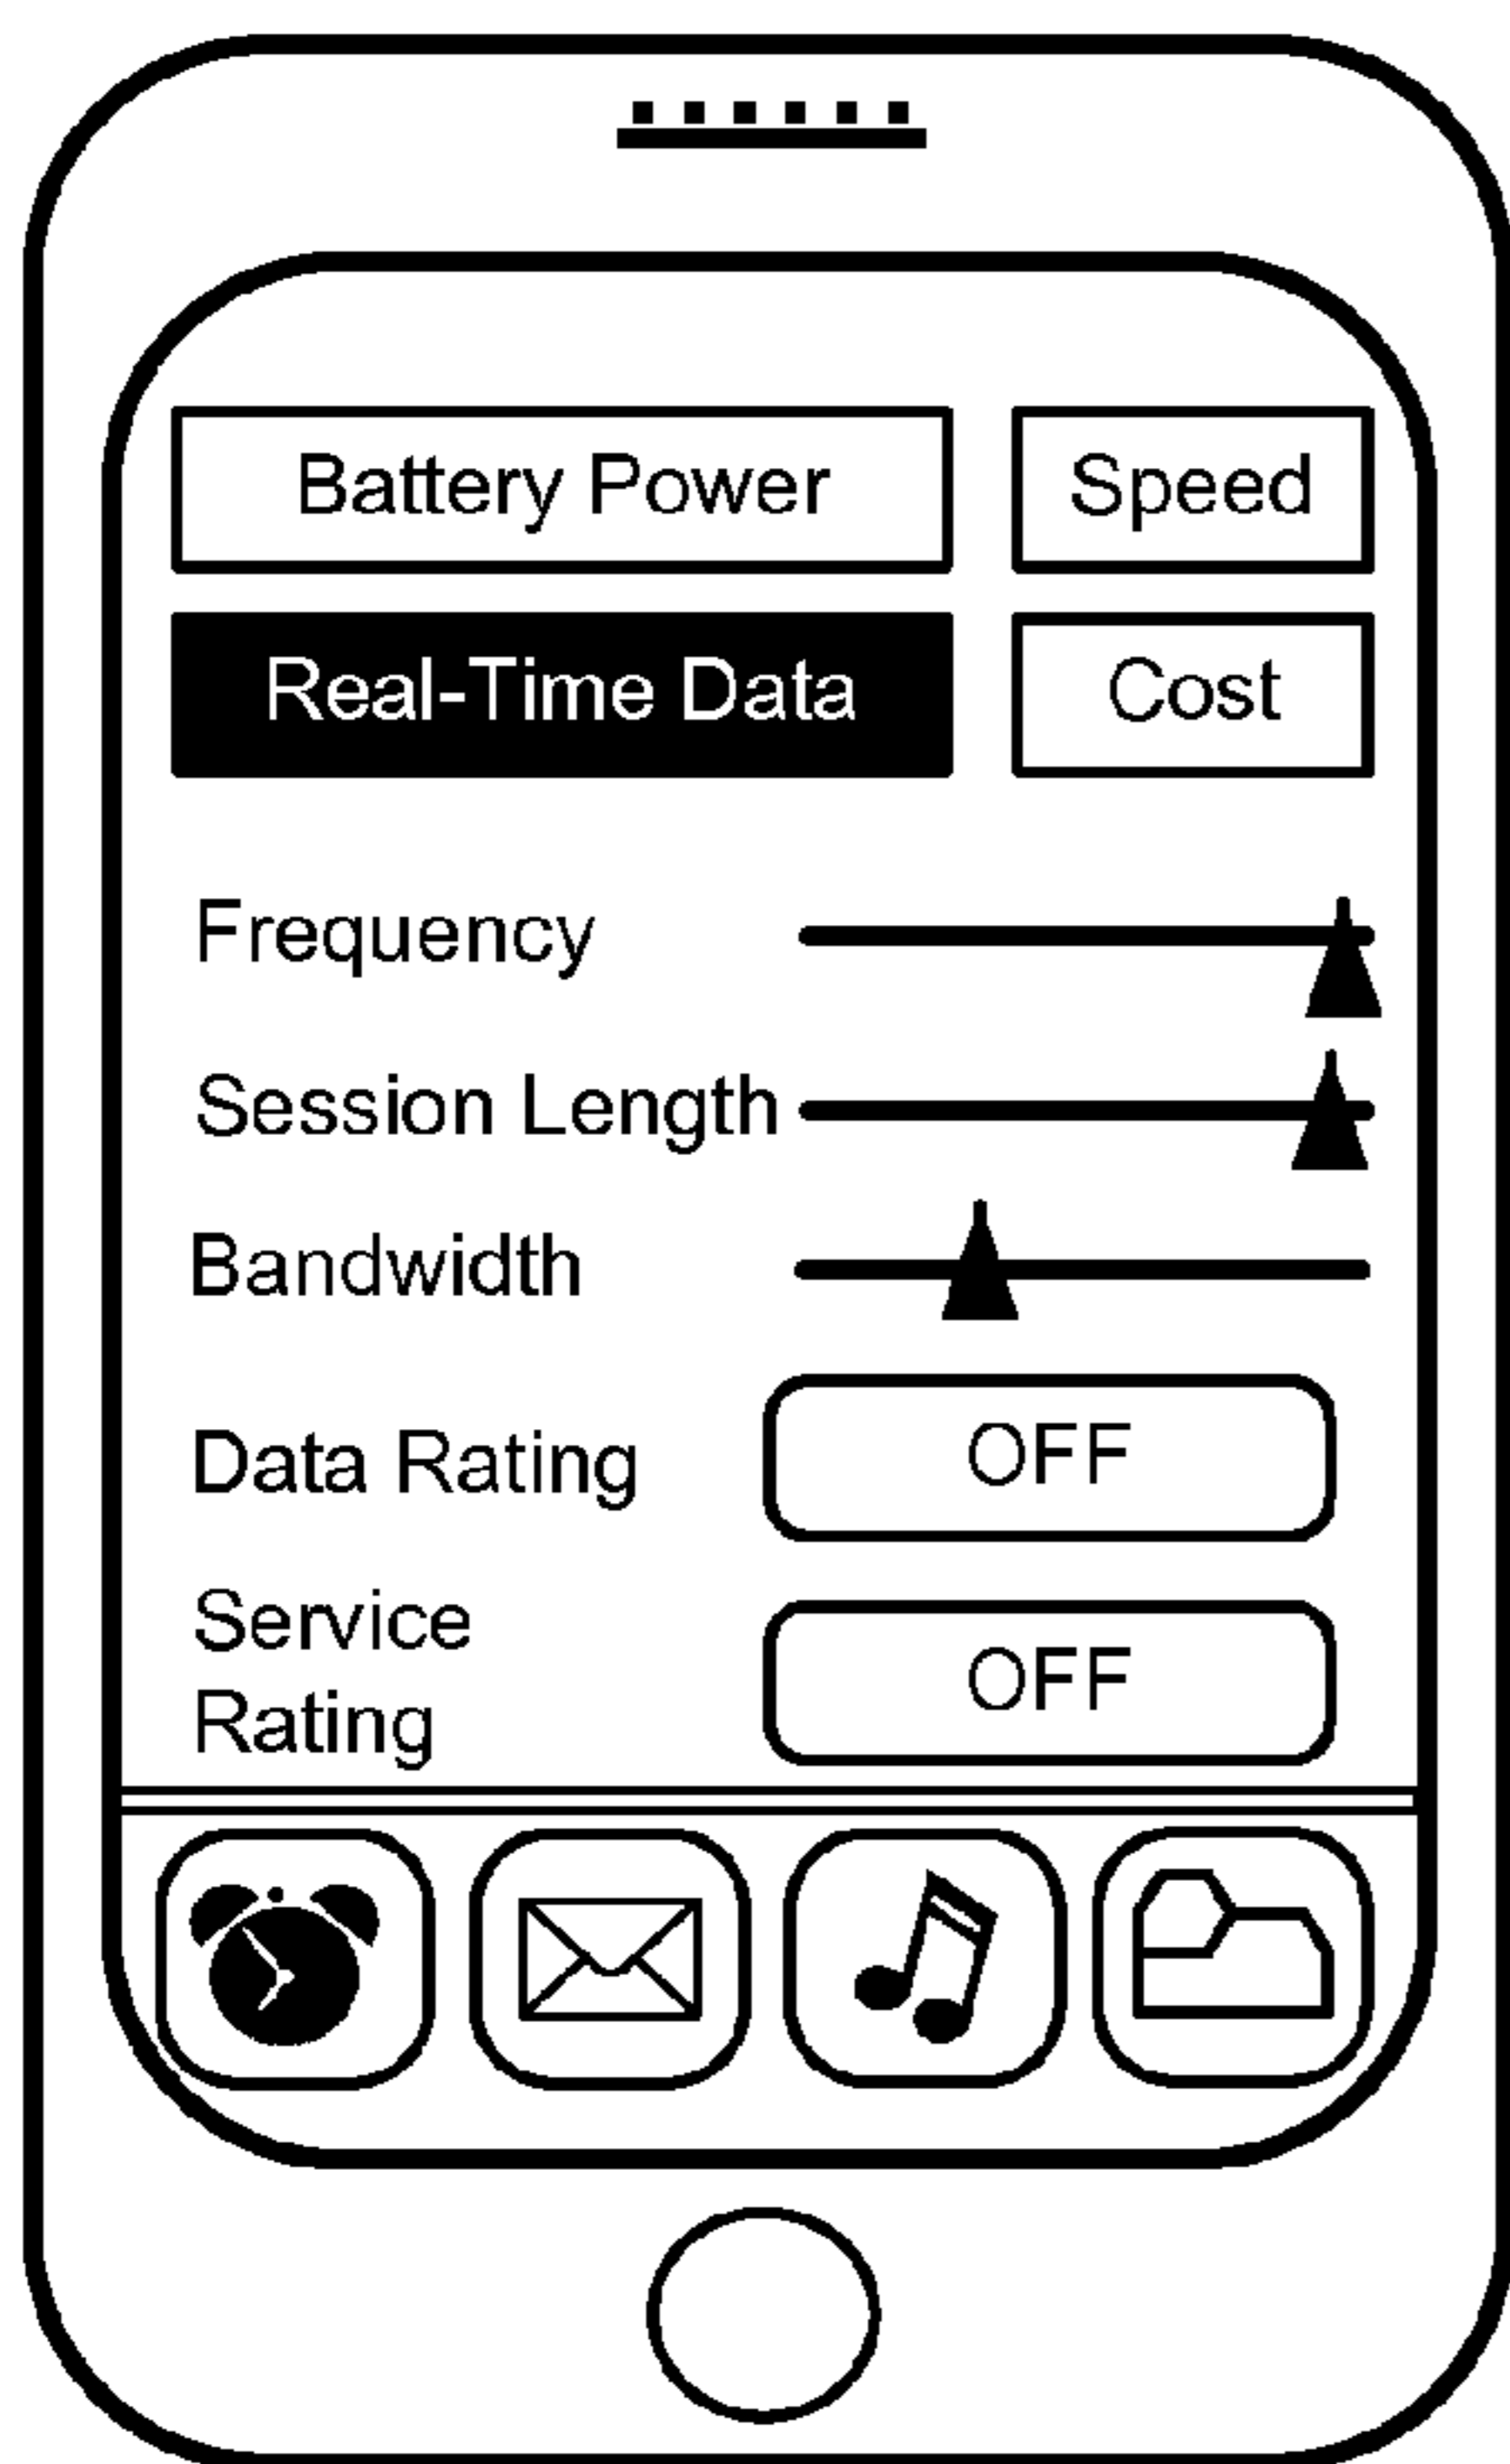 Battery Power
Speed
Real-Time Data
Cost
Frequency
Session Length
Bandwidth
Data Rating
OFF
Service
Rating
OFF